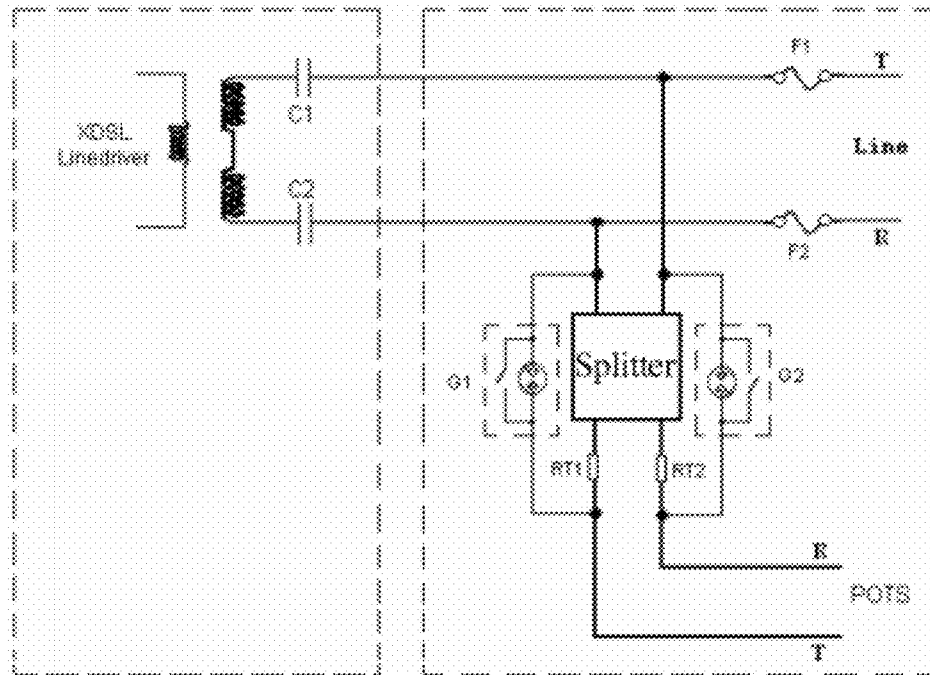 F1
T
C1
XDSL
Linedriver
Line
C2
R
F2
Splitter
G1
G2
RT1
RT2
R
POTS
T